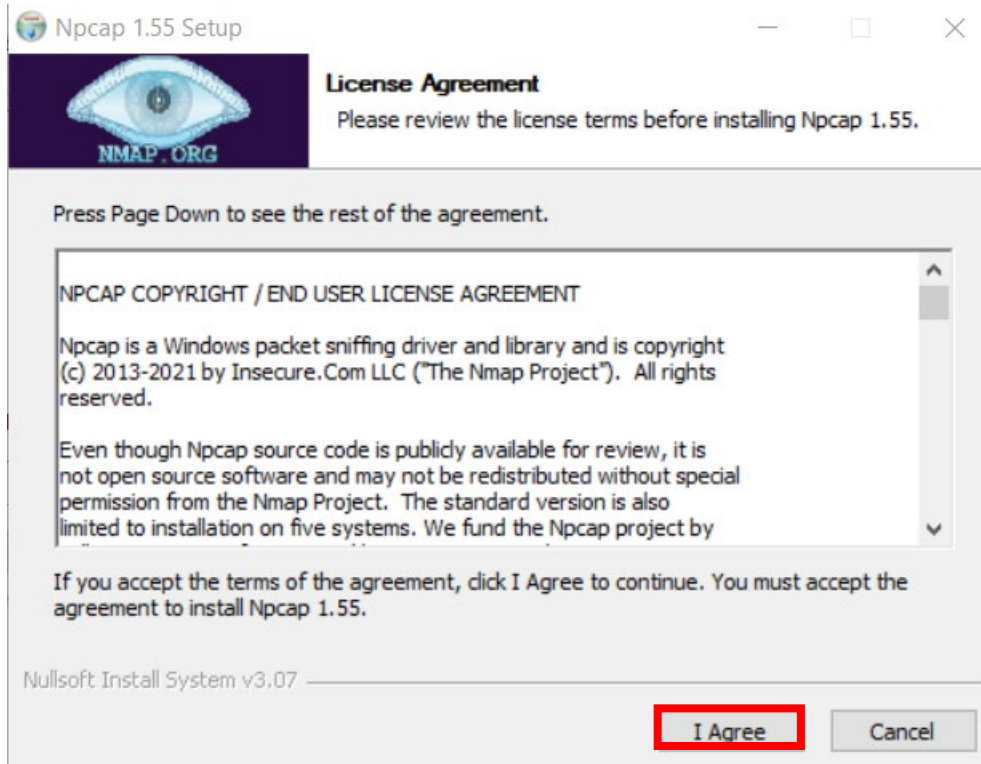 Npcap 1.55 Setup
NMAP.ORG
License Agreement
Please review the license terms before installing Npcap 1.55.
Press Page Down to see the rest of the agreement.
NPCAP COPYRIGHT / END USER LICENSE AGREEMENT
Npcap is a Windows packet sniffing driver and library and is copyright
(c) 2013-2021 by Insecure.Com LLC ("The Nmap Project").  All rights
reserved.
Even though Npcap source code is publicly available for review, it is
not open source software and may not be redistributed without special
permission from the Nmap Project.  The standard version is also
limited to installation on five systems. We fund the Npcap project by
If you accept the terms of the agreement, click I Agree to continue. You must accept the
agreement to install Npcap 1.55.
Nullsoft Install System v3.07
I Agree
Cancel